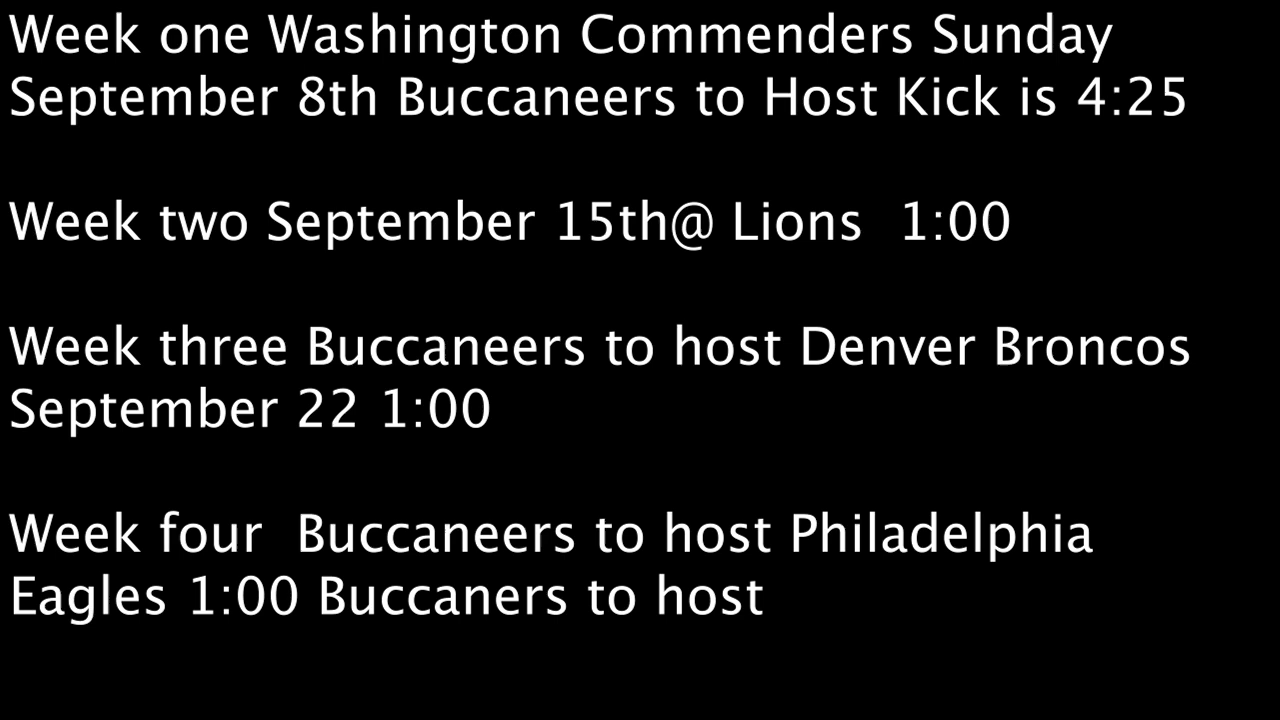 Week one Washington Commenders Sunday
September 8th Buccaneers to Host Kick is 4:25
Week two September 15th@ Lions  1:00
Week three Buccaneers to host Denver Broncos
September 22 1:00
Week four  Buccaneers to host Philadelphia
Eagles 1:00 Buccaners to host